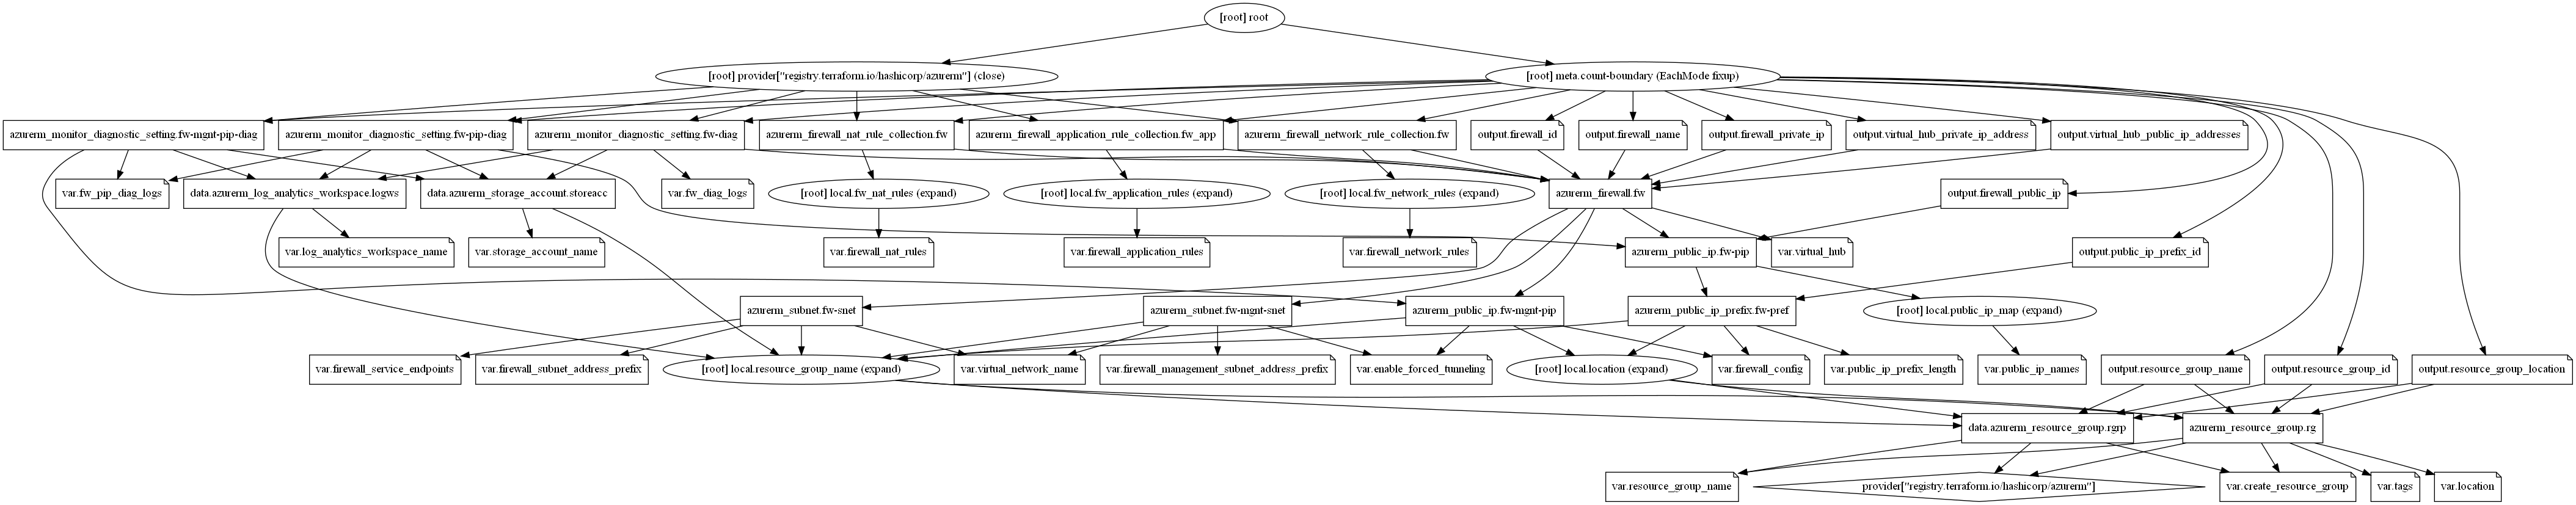 [root] root
[root] provider["registry.terraform.io/hashicorp/azurerm"] (close)
[root] meta.count-boundary (EachMode fixup)
azurerm_monitor_diagnostic_setting.fw-mgnt-pip-diag
azurerm_monitor_diagnostic_setting.fw-pip-diag
azurerm_monitor_diagnostic_setting.fw-diag
azurerm_firewall_nat_rule_collection.fw
azurerm_firewall_application_rule_collection.fw_app
azurerm_firewall_network_rule_collection.fw
output.firewall_id
output.firewall_name
output.firewall_private_ip
output.virtual_hub_private_ip_address
output.virtual_hub_public_ip_addresses
var.fw_pip_diag_logs
data.azurerm_log_analytics_workspace.logws
data.azurerm_storage_account.storeacc
var.fw_diag_logs
[root] local.fw_nat_rules (expand)
[root] local.fw_application_rules (expand)
[root] local.fw_network_rules (expand)
azurerm_firewall.fw
output.firewall_public_ip
var.log_analytics_workspace_name
var.storage_account_name
var.firewall_nat_rules
var.firewall_application_rules
var.firewall_network_rules
azurerm_public_ip.fw-pip
var.virtual_hub
output.public_ip_prefix_id
azurerm_subnet.fw-snet
azurerm_subnet.fw-mgnt-snet
azurerm_public_ip.fw-mgnt-pip
azurerm_public_ip_prefix.fw-pref
[root] local.public_ip_map (expand)
var.firewall_service_endpoints
var.firewall_subnet_address_prefix
[root] local.resource_group_name (expand)
var.virtual_network_name
var.firewall_management_subnet_address_prefix
var.enable_forced_tunneling
[root] local.location (expand)
var.firewall_config
var.public_ip_prefix_length
var.public_ip_names
output.resource_group_name
output.resource_group_id
output.resource_group_location
data.azurerm_resource_group.rgrp
azurerm_resource_group.rg
var.resource_group_name
provider["registry.terraform.io/hashicorp/azurerm"]
var.create_resource_group
var.tags
var.location